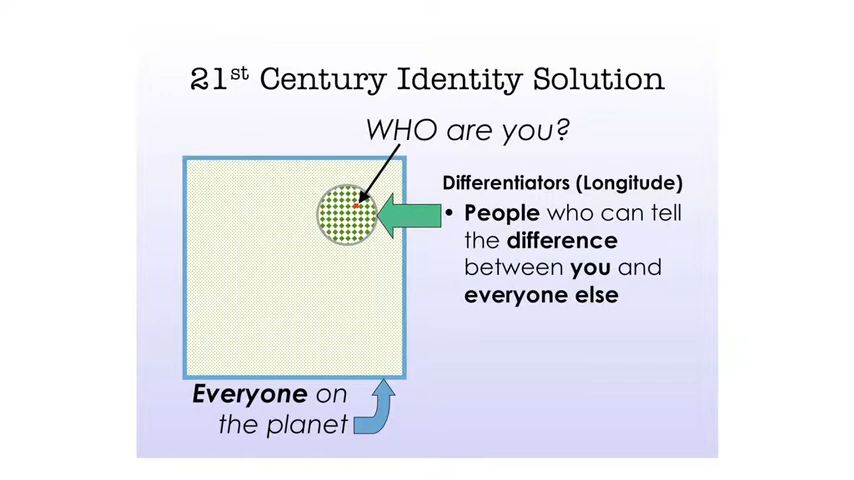 21st Century Identity Solution
WHO are you?
Differentiators (Longitude)
• People who can tell
the difference
between you and
everyone else
Everyone on
the planet